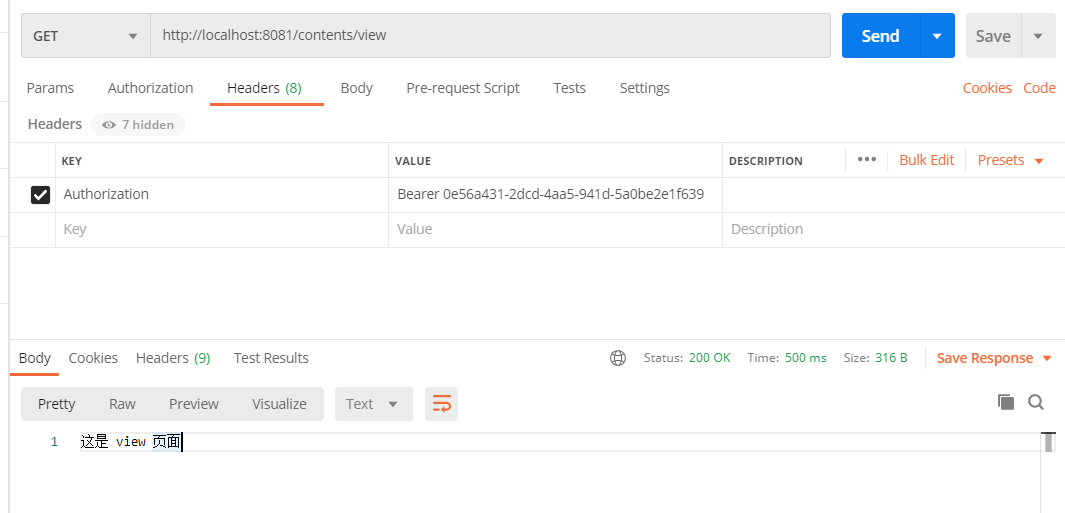 GET http://localhost:8081/contents/view Send Save
Params Authorization Headers (8) Body Pre-request Script Tests Settings Cookies Code
Headers 7 hidden
KEY VALUE DESCRIPTION ••• Bulk Edit Presets
Authorization Bearer 0e56a431-2dcd-4aa5-941d-5a0be2e1f639
Key Value Description
Body Cookies Headers (9) Test Results Status: 200 OK Time: 500 ms Size: 316 B Save Response
Pretty Raw Preview Visualize Text
1 这是 view 页面